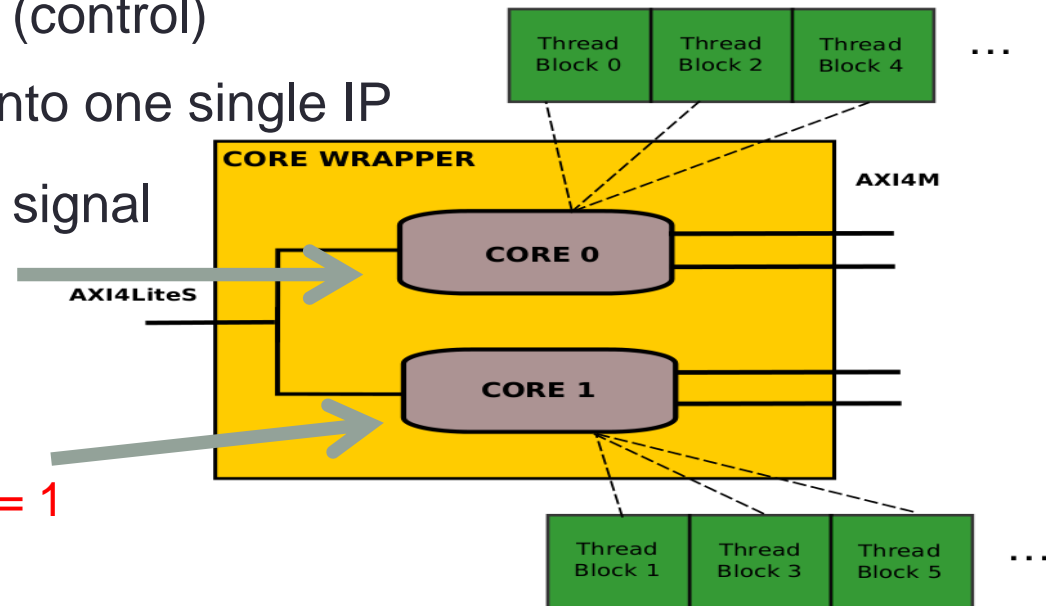 (control)
nto one single IP
signal
= 1
Thread
Block 0
Thread
Block 2
Thread
Block 4
...
CORE WRAPPER
AXI4M
CORE 0
AXI4LiteS
CORE 1
Thread
Block 1
Thread
Block 3
Thread
Block 5
...